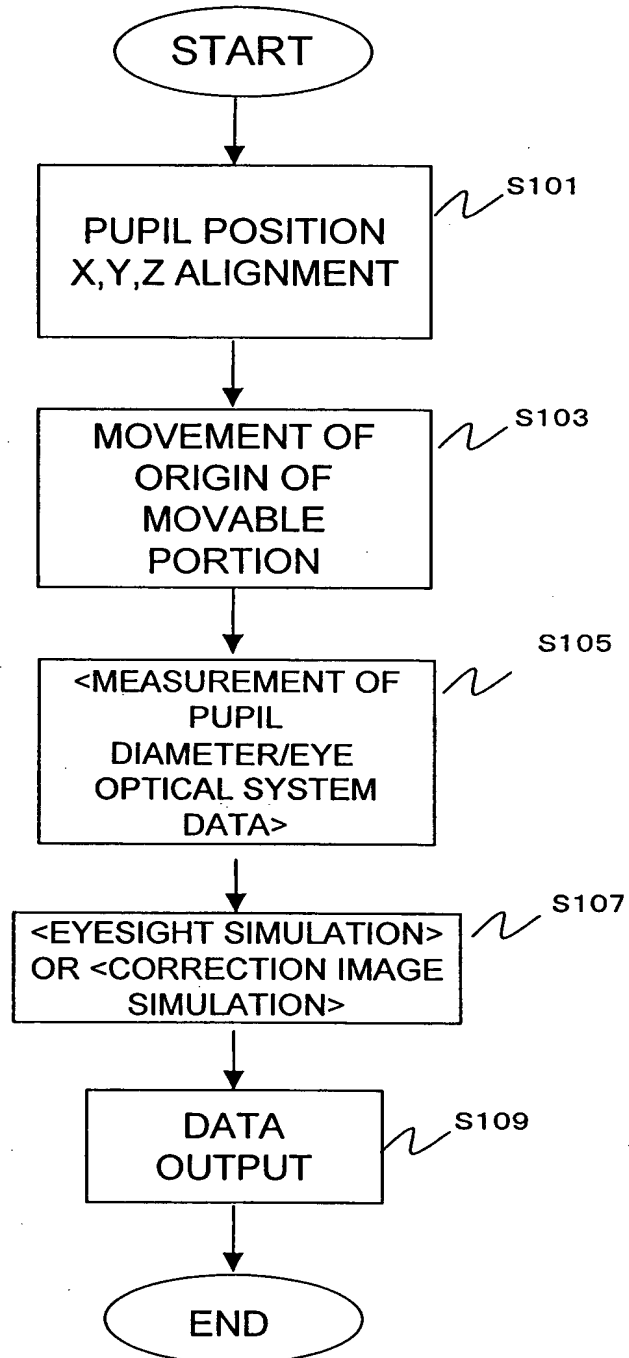 START
PUPIL POSITION
X,Y,Z ALIGNMENT
S101
MOVEMENT OF
ORIGIN OF
MOVABLE
PORTION
S103
<MEASUREMENT OF
PUPIL
DIAMETER/EYE
OPTICAL SYSTEM
DATA>
S105
<EYESIGHT SIMULATION>
OR <CORRECTION IMAGE
SIMULATION>
S107
DATA
OUTPUT
S109
END